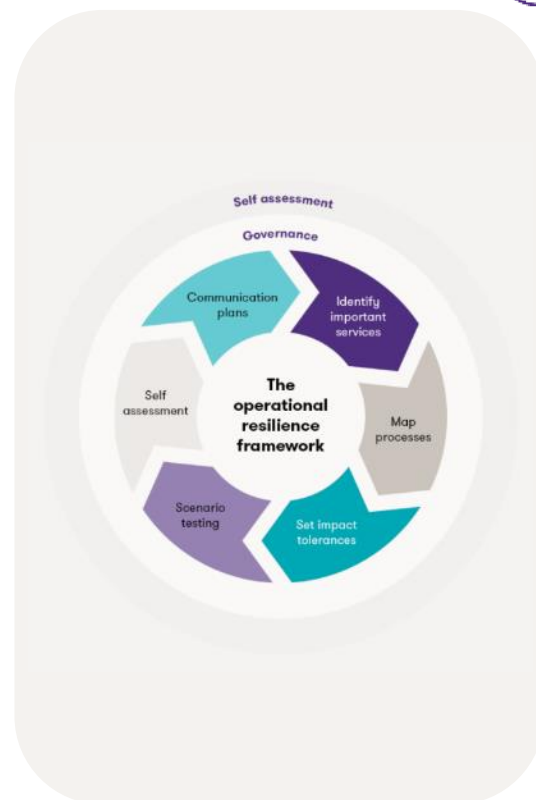 Self assessment
Governance
Communication
plans
Identify
important
services
Self
assessment
The
operational
resilience
framework
Map
processes
Scenario
testing
Set impact
tolerances